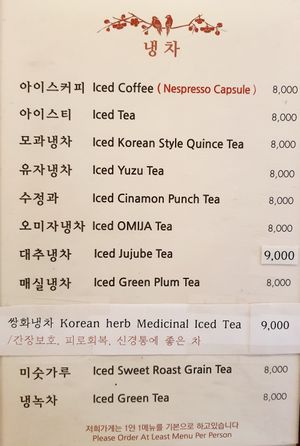 냉차
아이스커피 Iced Coffee ( Nespresso Capsule ) 8,000
아이스티 Iced Tea 8,000
모과냉차 Iced Korean Style Quince Tea 8,000
유자냉차 Iced Yuzu Tea 8,000
수정과 Iced Cinamon Punch Tea 8,000
오미자냉차 Iced OMIJA Tea 8,000
대추냉차 Iced Jujube Tea 9,000
매실냉차 Iced Green Plum Tea 8,000
쌍화냉차 Korean herb Medicinal Iced Tea 9,000
/간장보호, 피로회복, 신경통에 좋은 차
미숫가루 Iced Sweet Roast Grain Tea 8,000
냉녹차 Iced Green Tea 8,000
저희가게는 1인 1메뉴를 기본으로 하고있습니다
Please Order At Least Menu Per Person